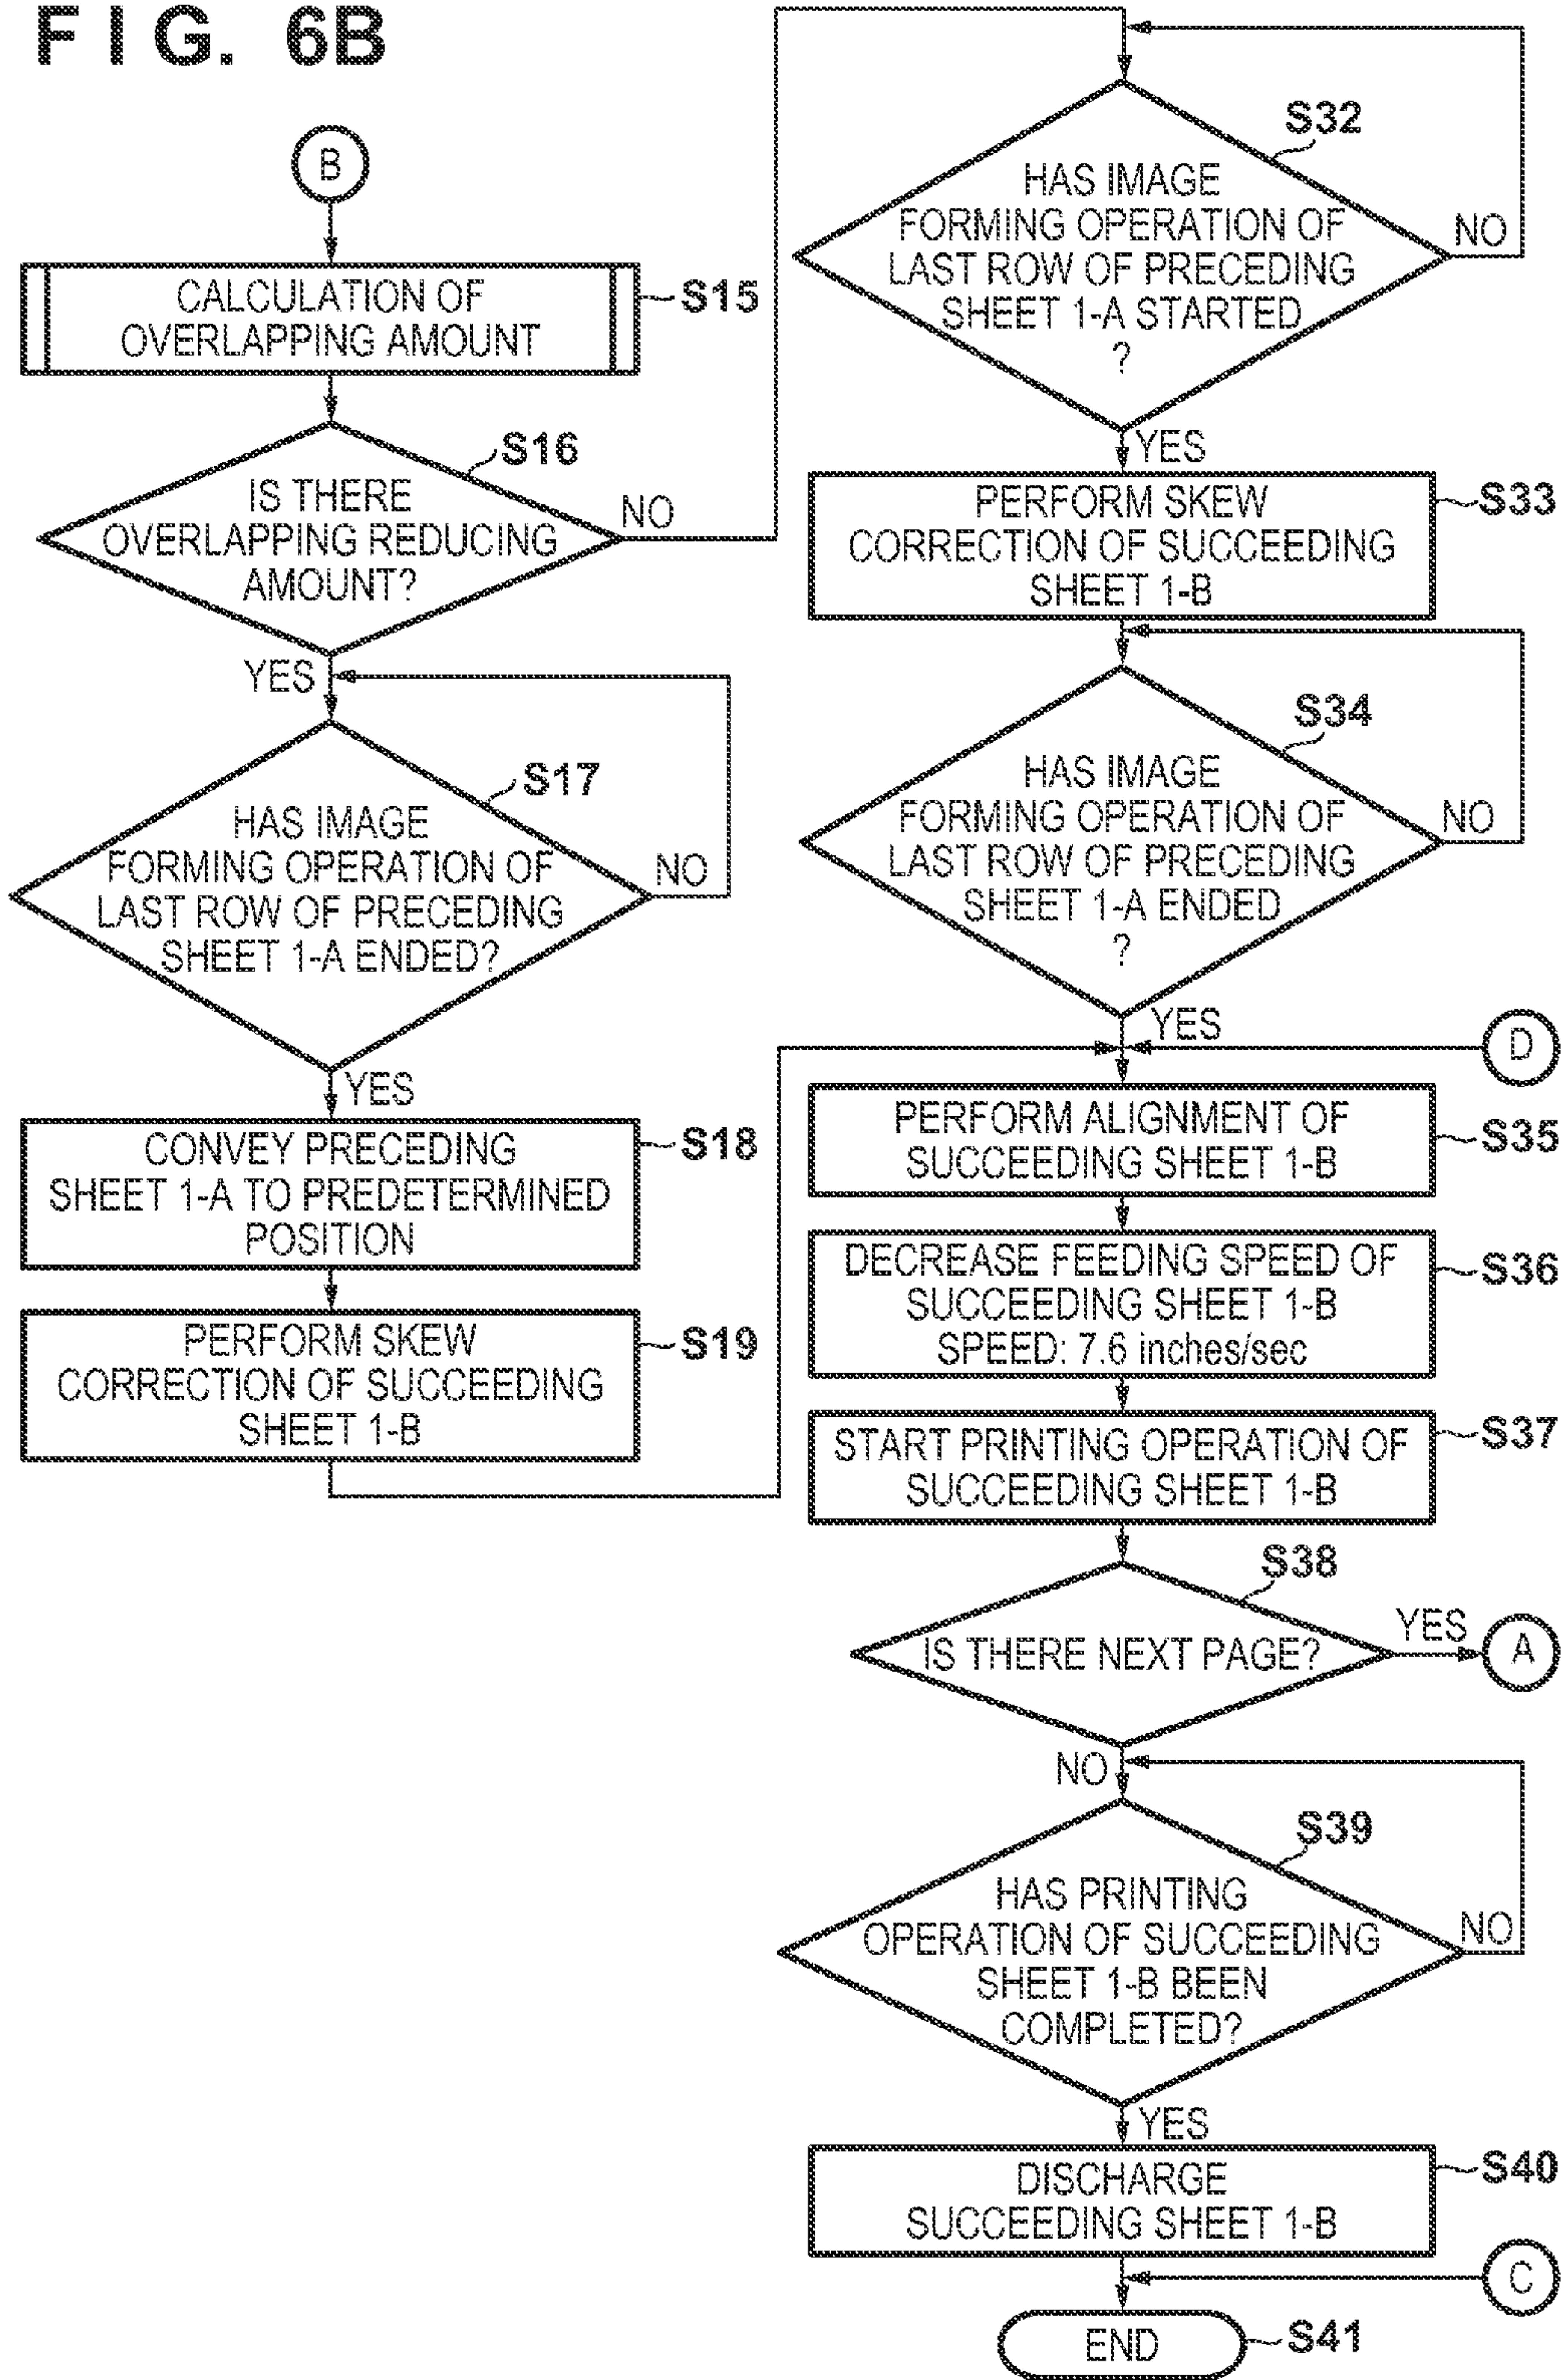 FIG. 6B
B
CALCULATION OF
OVERLAPPING AMOUNT
S15
S16
IS THERE
OVERLAPPING REDUCING
AMOUNT?
NO
YES
S17
HAS IMAGE
FORMING OPERATION OF
LAST ROW OF PRECEDING
SHEET 1-A ENDED?
NO
YES
CONVEY PRECEDING
SHEET 1-A TO PREDETERMINED
POSITION
S18
PERFORM SKEW
CORRECTION OF SUCCEEDING
SHEET 1-B
S19
S32
HAS IMAGE
FORMING OPERATION OF
LAST ROW OF PRECEDING
SHEET 1-A STARTED
?
NO
YES
PERFORM SKEW
CORRECTION OF SUCCEEDING
SHEET 1-B
S33
S34
HAS IMAGE
FORMING OPERATION OF
LAST ROW OF PRECEDING
SHEET 1-A ENDED
?
NO
YES
D
PERFORM ALIGNMENT OF
SUCCEEDING SHEET 1-B
S35
DECREASE FEEDING SPEED OF
SUCCEEDING SHEET 1-B
SPEED: 7.6 inches/sec
S36
START PRINTING OPERATION OF
SUCCEEDING SHEET 1-B
S37
S38
IS THERE NEXT PAGE?
YES
A
NO
S39
HAS PRINTING
OPERATION OF SUCCEEDING
SHEET 1-B BEEN
COMPLETED?
NO
YES
DISCHARGE
SUCCEEDING SHEET 1-B
S40
C
END
S41